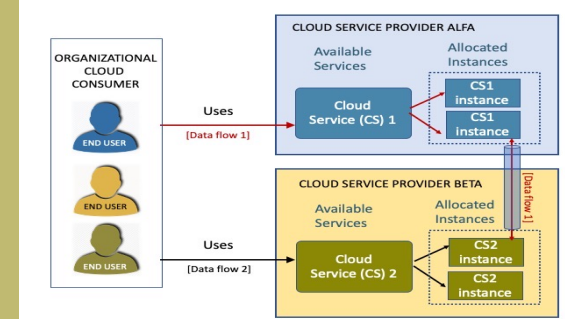 ORGANIZATIONAL
CLOUD
CONSUMER
END USER
END USER
END USER
Uses
[Data flow 1]
Uses
[Data flow 2]
CLOUD SERVICE PROVIDER ALFA
Available
Services
Allocated
Instances
Cloud
Service (CS) 1
CS1
instance
CS1
instance
[Data flow 1]
CLOUD SERVICE PROVIDER BETA
Available
Services
Allocated
Instances
Cloud
Service (CS) 2
CS2
instance
CS2
instance